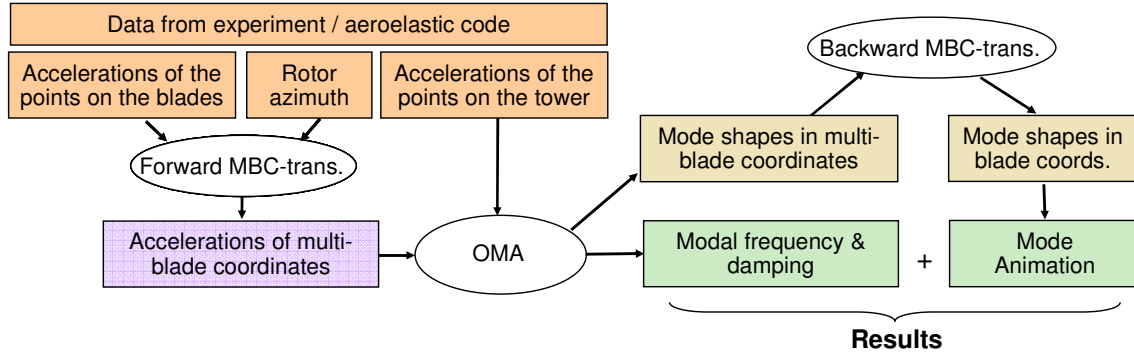 Data from experiment / aeroelastic code
Accelerations of the
points on the blades
Rotor
azimuth
Accelerations of the
points on the tower
Forward MBC-trans.
Accelerations of multi-
blade coordinates
OMA
Backward MBC-trans.
Mode shapes in multi-
blade coordinates
Mode shapes in
blade coords.
Modal frequency &
damping
+
Mode
Animation
Results